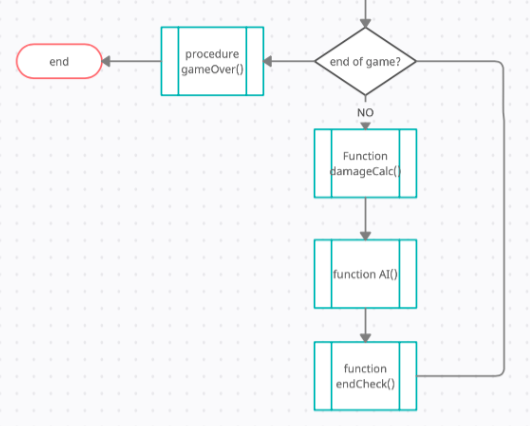 end
procedure
gameOver()
end of game?
NO
Function
damageCalc()
function AI()
function
endCheck()